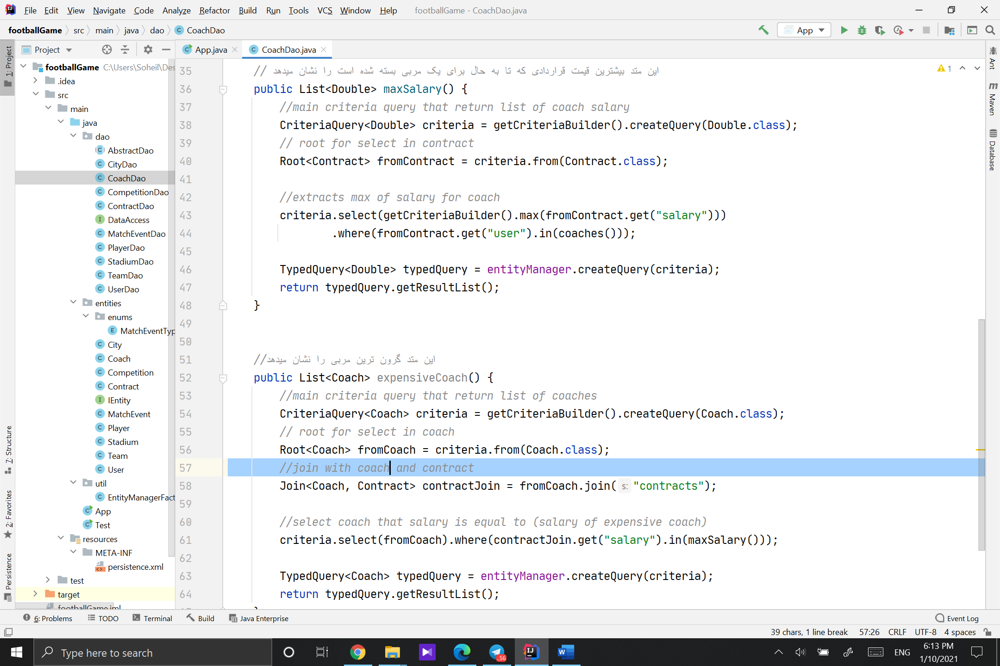 File Edit View Navigate Code Analyze Refactor Build Run Tools VCS Window Help footballGame - CoachDao.java
footballGame src main java dao CoachDao App
1: Project
Project
App.java
CoachDao.java
footballGame C:\Users\Soheil\Des
.idea
src
main
java
dao
AbstractDao
CityDao
CoachDao
CompetitionDao
ContractDao
DataAccess
MatchEventDao
PlayerDao
StadiumDao
TeamDao
UserDao
entities
enums
MatchEventTyp
City
Coach
Competition
Contract
IEntity
MatchEvent
Player
Stadium
Team
User
util
EntityManagerFact
App
Test
resources
META-INF
persistence.xml
test
target
footballGame.iml
7: Structure
2: Favorites
Persistence
35 // این متد بیشترین قیمت قراردادی که تا به حال برای یک مربی بسته شده است را نشان میدهد
36 public List<Double> maxSalary() {
37 //main criteria query that return list of coach salary
38 CriteriaQuery<Double> criteria = getCriteriaBuilder().createQuery(Double.class);
39 // root for select in contract
40 Root<Contract> fromContract = criteria.from(Contract.class);
41
42 //extracts max of salary for coach
43 criteria.select(getCriteriaBuilder().max(fromContract.get("salary")))
44 .where(fromContract.get("user").in(coaches()));
45
46 TypedQuery<Double> typedQuery = entityManager.createQuery(criteria);
47 return typedQuery.getResultList();
48 }
49
50
51 //این متد گرون ترین مربی را نشان میدهد
52 public List<Coach> expensiveCoach() {
53 //main criteria query that return list of coaches
54 CriteriaQuery<Coach> criteria = getCriteriaBuilder().createQuery(Coach.class);
55 // root for select in coach
56 Root<Coach> fromCoach = criteria.from(Coach.class);
57 //join with coach and contract
58 Join<Coach, Contract> contractJoin = fromCoach.join( s: "contracts");
59
60 //select coach that salary is equal to (salary of expensive coach)
61 criteria.select(fromCoach).where(contractJoin.get("salary").in(maxSalary()));
62
63 TypedQuery<Coach> typedQuery = entityManager.createQuery(criteria);
64 return typedQuery.getResultList();
1
Ant
Maven
Database
6: Problems TODO Terminal Build Java Enterprise Event Log
39 chars, 1 line break 57:26 CRLF UTF-8 4 spaces
Type here to search
..56
ENG
6:13 PM
1/10/2021